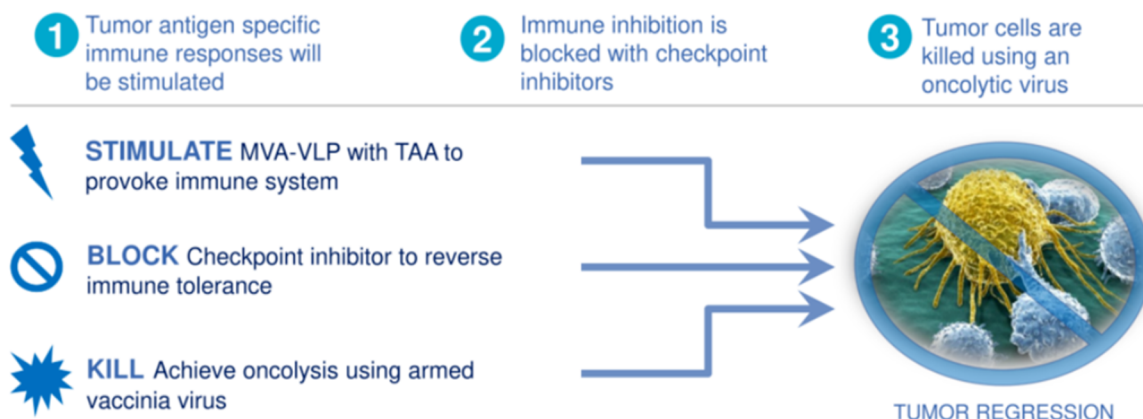 1 Tumor antigen specific
immune responses will
be stimulated
2 Immune inhibition is
blocked with checkpoint
inhibitors
3 Tumor cells are
killed using an
oncolytic virus
STIMULATE MVA-VLP with TAA to
provoke immune system
BLOCK Checkpoint inhibitor to reverse
immune tolerance
KILL Achieve oncolysis using armed
vaccinia virus
TUMOR REGRESSION